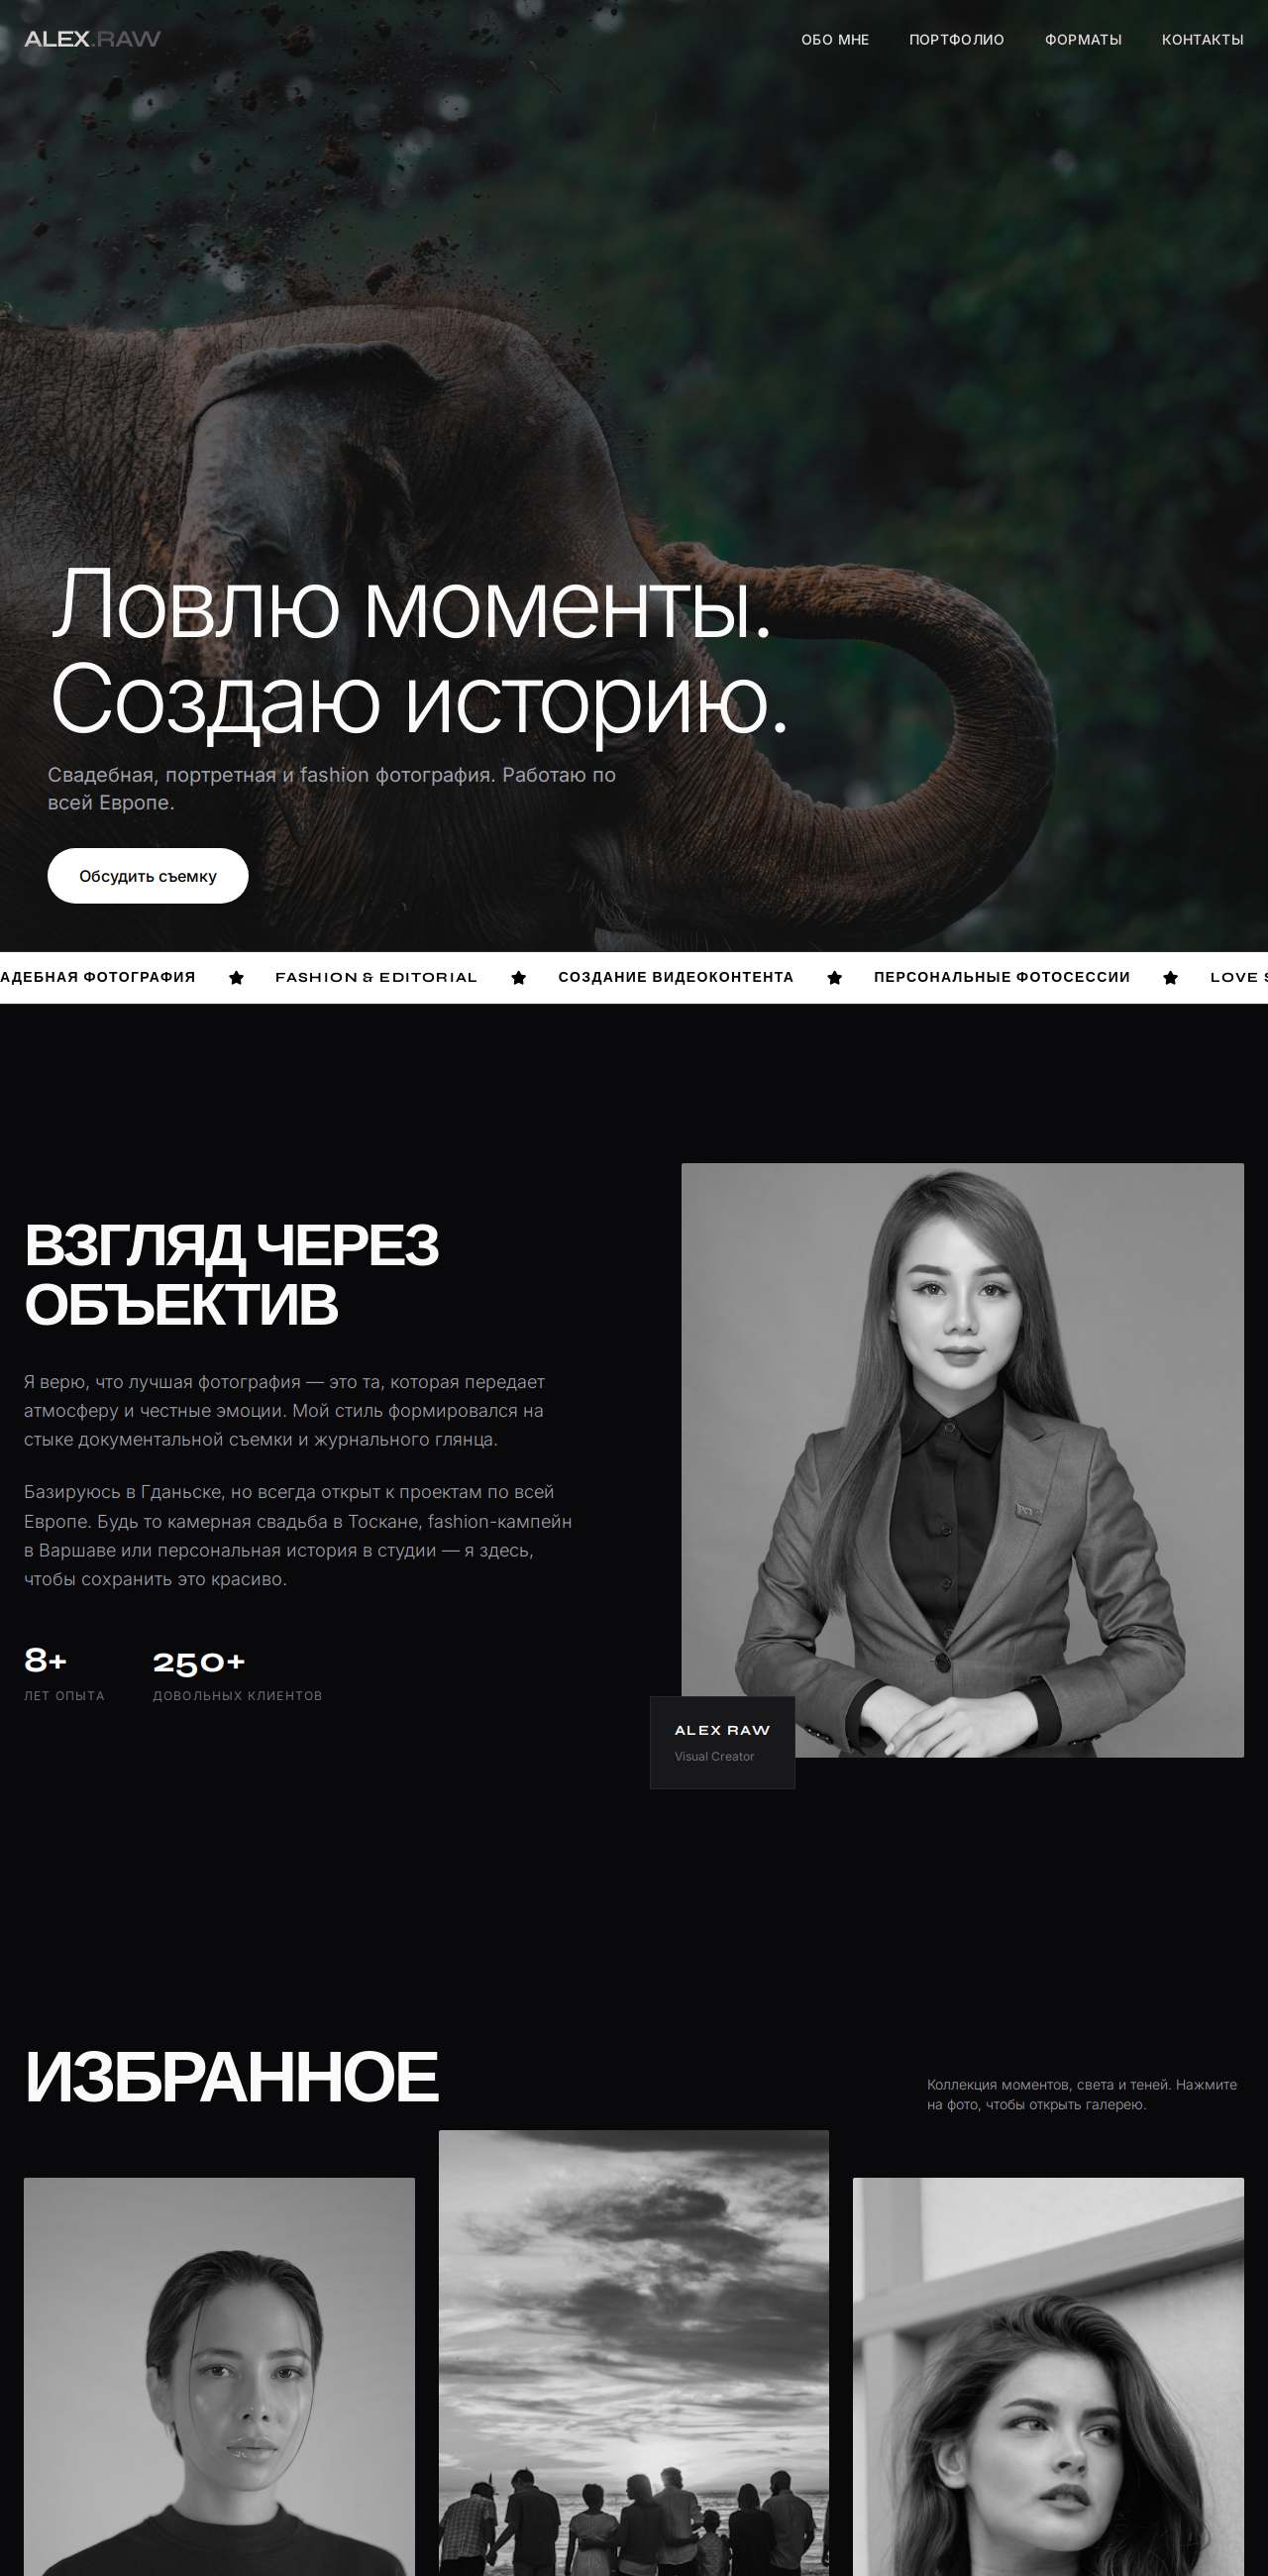 ALEX.RAW
ОБО МНЕ
ПОРТФОЛИО
ФОРМАТЫ
КОНТАКТЫ
Ловлю моменты.
Создаю историю.
Свадебная, портретная и fashion фотография. Работаю по
всей Европе.
Обсудить съемку
АДЕБНАЯ ФОТОГРАФИЯ ★ FASHION & EDITORIAL ★ СОЗДАНИЕ ВИДЕОКОНТЕНТА ★ ПЕРСОНАЛЬНЫЕ ФОТОСЕССИИ ★ LOVE S
ВЗГЛЯД ЧЕРЕЗ
ОБЪЕКТИВ
Я верю, что лучшая фотография — это та, которая передает
атмосферу и честные эмоции. Мой стиль формировался на
стыке документальной съемки и журнального глянца.
Базируюсь в Гданьске, но всегда открыт к проектам по всей
Европе. Будь то камерная свадьба в Тоскане, fashion-кампейн
в Варшаве или персональная история в студии — я здесь,
чтобы сохранить это красиво.
8+
ЛЕТ ОПЫТА
250+
ДОВОЛЬНЫХ КЛИЕНТОВ
ALEX RAW
Visual Creator
ИЗБРАННОЕ
Коллекция моментов, света и теней. Нажмите
на фото, чтобы открыть галерею.